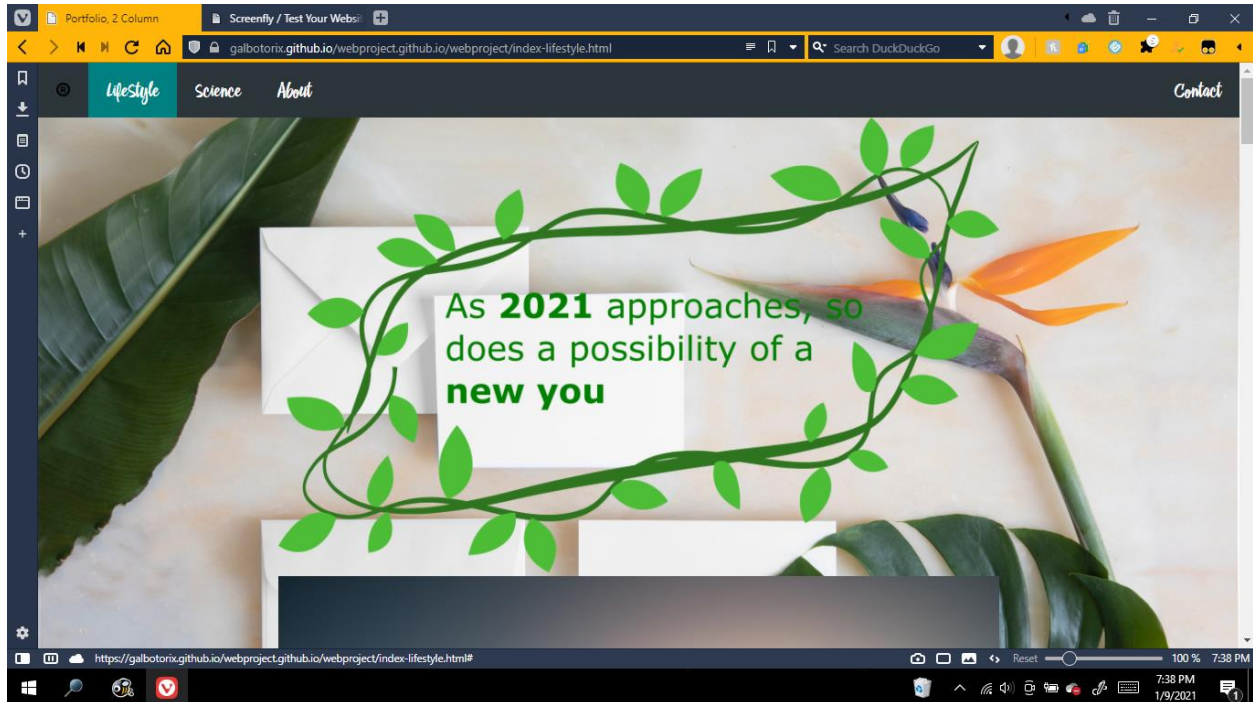 Portfolio, 2 Column
Screenfly / Test Your Websi
galbotorix.github.io/webproject.github.io/webproject/index-lifestyle.html
Search DuckDuckGo
LifeStyle
Science
About
Contact
As 2021 approaches, so
does a possibility of a
new you
https://galbotorix.github.io/webproject.github.io/webproject/index-lifestyle.html#
Reset
100 %
7:38 PM
7:38 PM
1/9/2021